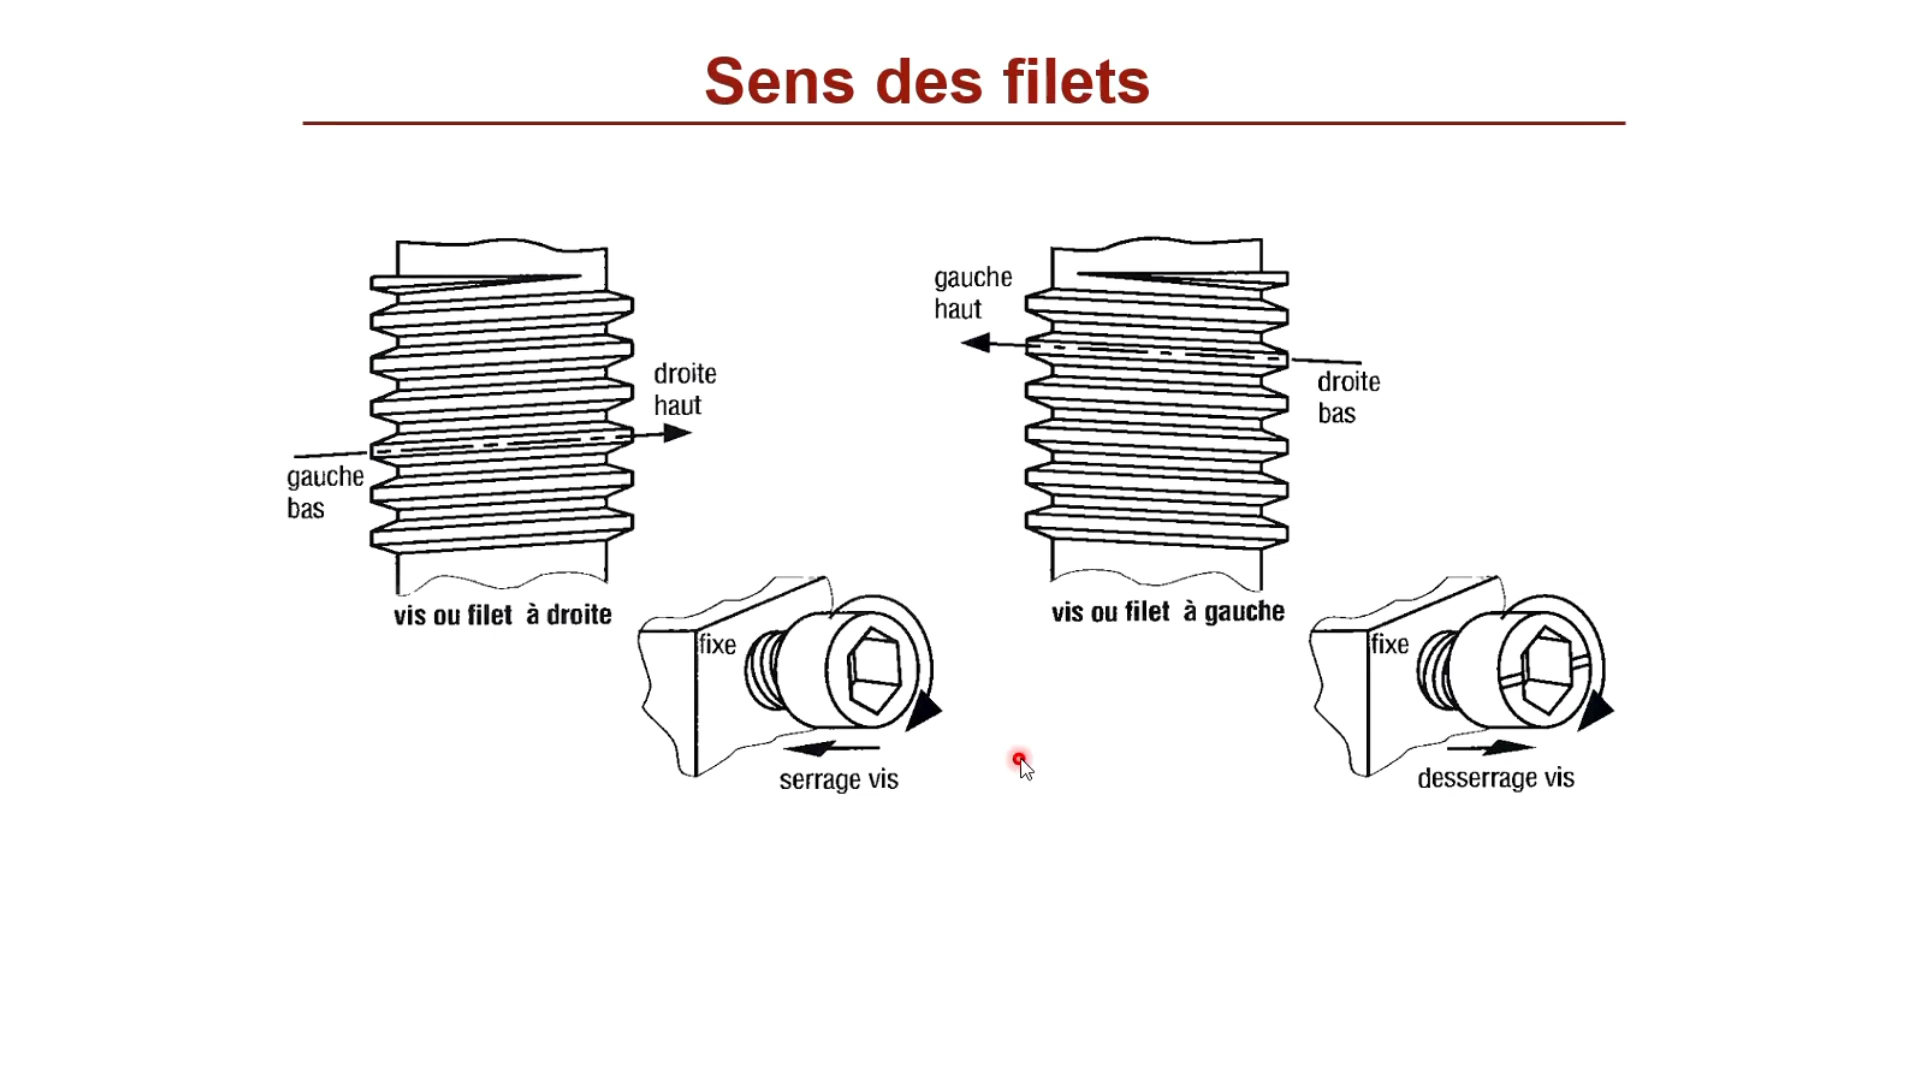 Sens des filets
droite
haut
gauche
bas
vis ou filet à droite
fixe
serrage vis
gauche
haut
droite
bas
vis ou filet à gauche
fixe
desserrage vis